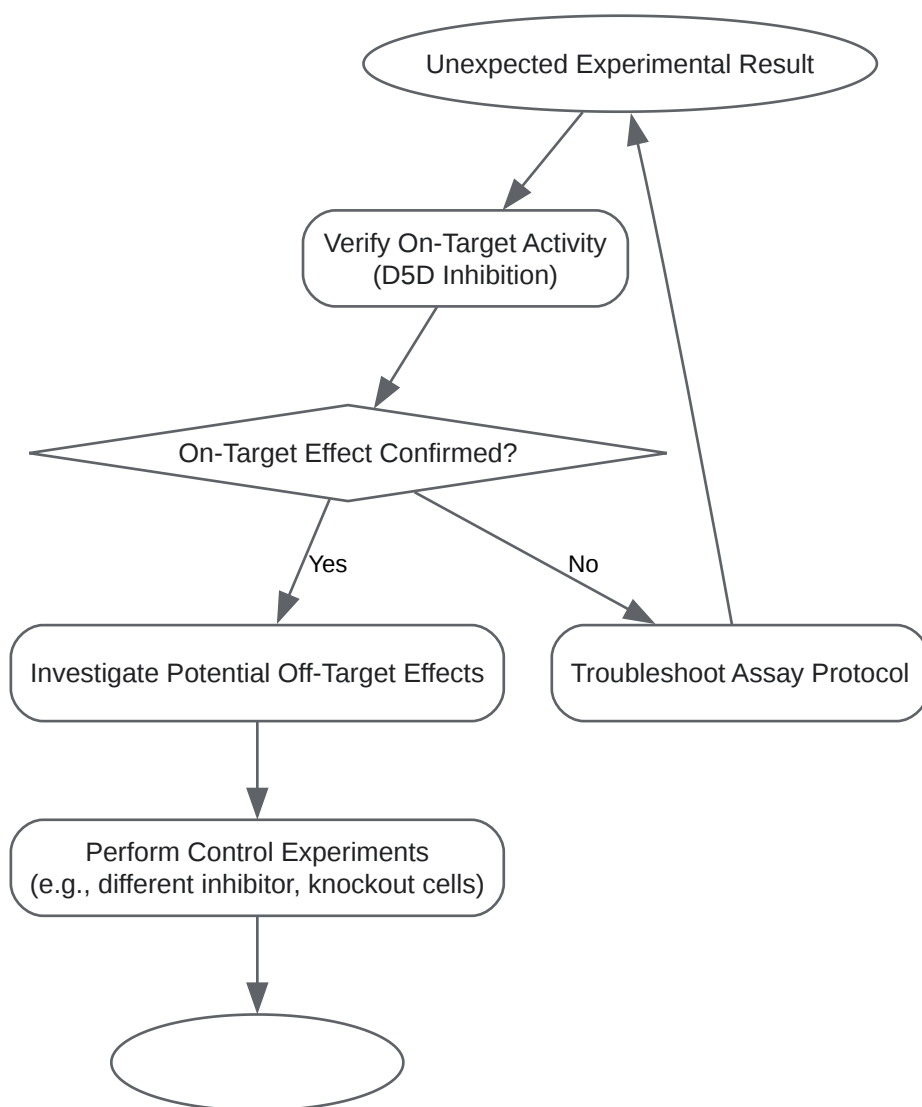 Unexpected Experimental Result
Verify On-Target Activity
(D5D Inhibition)
On-Target Effect Confirmed?
Yes
No
Investigate Potential Off-Target Effects
Troubleshoot Assay Protocol
Perform Control Experiments
(e.g., different inhibitor, knockout cells)